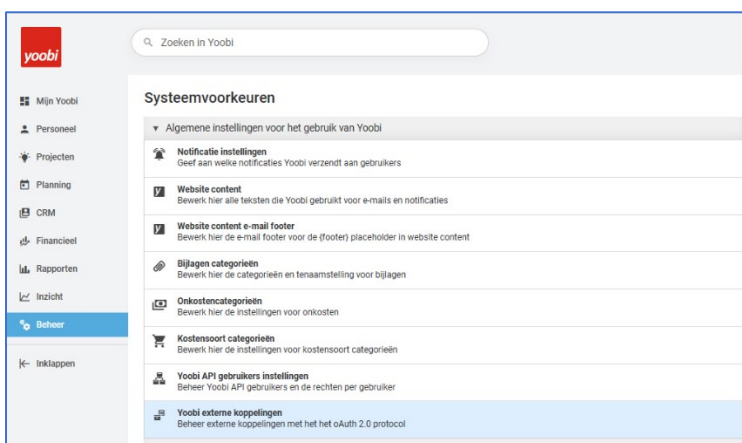 yoobi
Zoeken in Yoobi
Mijn Yoobi
Personeel
Projecten
Planning
CRM
Financieel
Rapporten
Inzicht
Beheer
Inklappen
Systeemvoorkeuren
Algemene instellingen voor het gebruik van Yoobi
Notificatie instellingen
Geef aan welke notificaties Yoobi verzendt aan gebruikers
Website content
Bewerk hier alle teksten die Yoobi gebruikt voor e-mails en notificaties
Website content e-mail footer
Bewerk hier de e-mail footer voor de {footer} placeholder in website content
Bijlagen categorieën
Bewerk hier de categorieën en tenaamstelling voor bijlagen
Onkostencategorieën
Bewerk hier de instellingen voor onkosten
Kostensoort categorieën
Bewerk hier de instellingen voor kostensoort categorieën
Yoobi API gebruikers instellingen
Beheer Yoobi API gebruikers en de rechten per gebruiker
Yoobi externe koppelingen
Beheer externe koppelingen met het het oAuth 2.0 protocol